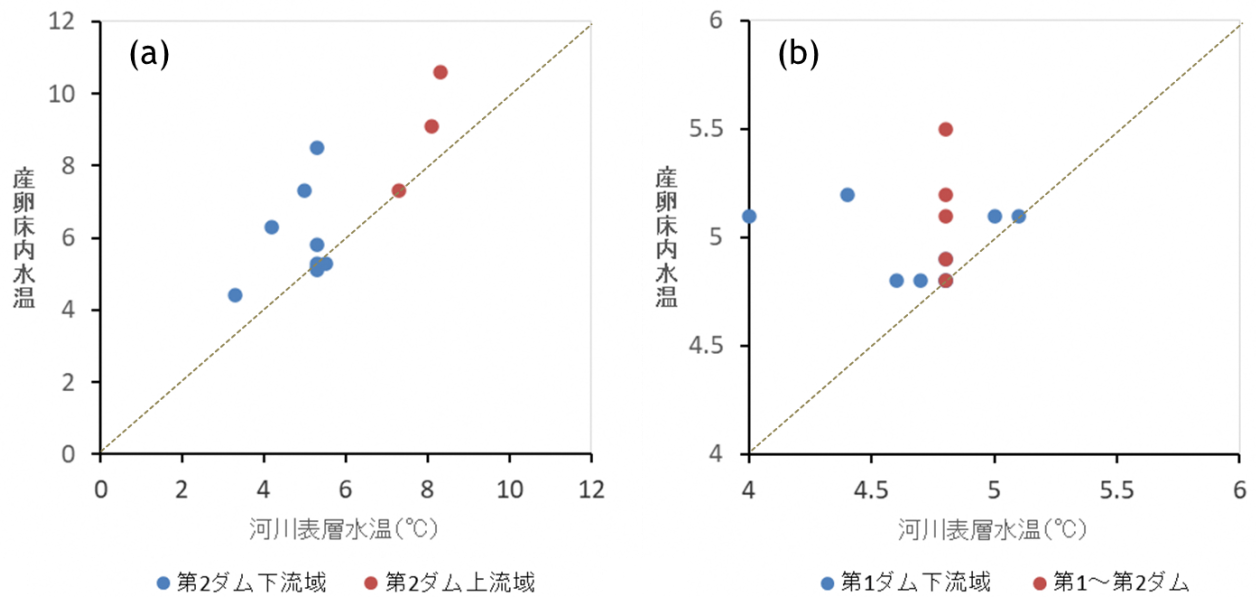 (a)
12
10
8
6
4
2
0
産卵床内水温
0 2 4 6 8 10 12
河川表層水温(℃)
第2ダム下流域 第2ダム上流域
(b)
6
5.5
5
4.5
4
産卵床内水温
4 4.5 5 5.5 6
河川表層水温(℃)
第1ダム下流域 第1～第2ダム